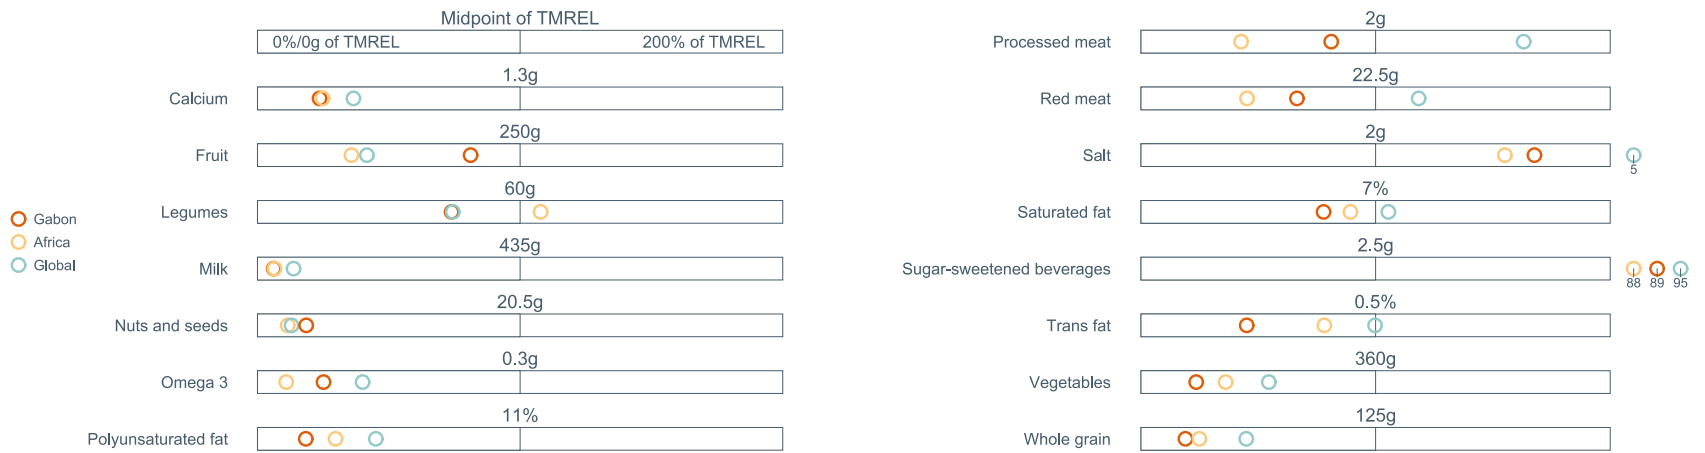 Midpoint of TMREL
0%/0g of TMREL
200% of TMREL
1.3g
Calcium
250g
Fruit
60g
Legumes
435g
Milk
20.5g
Nuts and seeds
0.3g
Omega 3
11%
Polyunsaturated fat
Gabon
Africa
Global
2g
Processed meat
22.5g
Red meat
2g
Salt
5
7%
Saturated fat
2.5g
Sugar-sweetened beverages
88 89 95
0.5%
Trans fat
360g
Vegetables
125g
Whole grain